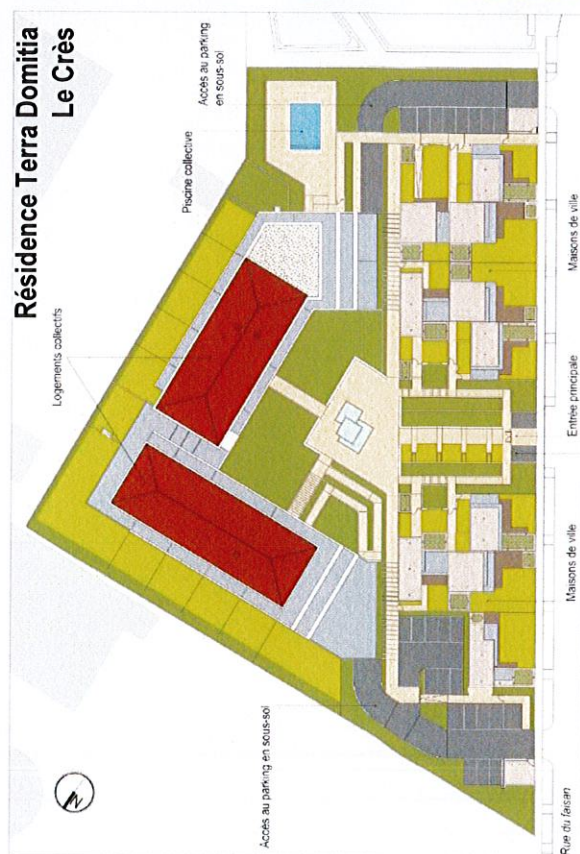 Résidence Terra Domitia
Le Crès
Accès au parking
en sous-sol
Piscine collective
Logements collectifs
Accès au parking en sous-sol
Maisons de ville
Entrée principale
Maisons de ville
Rue du faisan
N